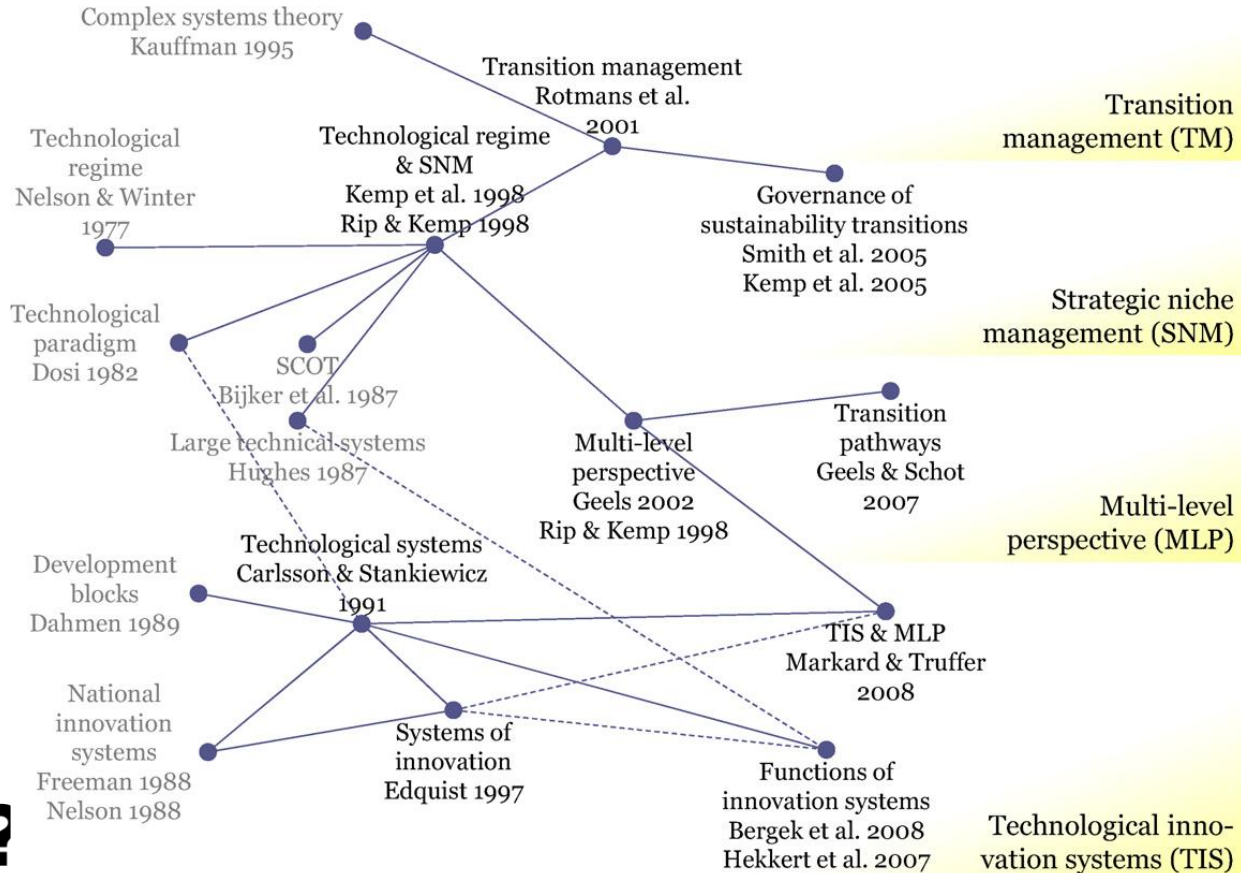 Complex systems theory
Kauffman 1995
Transition management
Rotmans et al.
2001
Transition
management (TM)
Technological
regime
Nelson & Winter
1977
Technological regime
& SNM
Kemp et al. 1998
Rip & Kemp 1998
Governance of
sustainability transitions
Smith et al. 2005
Kemp et al. 2005
Strategic niche
management (SNM)
Technological
paradigm
Dosi 1982
SCOT
Bijker et al. 1987
Large technical systems
Hughes 1987
Multi-level
perspective
Geels 2002
Rip & Kemp 1998
Transition
pathways
Geels & Schot
2007
Multi-level
perspective (MLP)
Development
blocks
Dahmen 1989
Technological systems
Carlsson & Stankiewicz
1991
TIS & MLP
Markard & Truffer
2008
National
innovation
systems
Freeman 1988
Nelson 1988
Systems of
innovation
Edquist 1997
Functions of
innovation systems
Bergek et al. 2008
Hekkert et al. 2007
Technological inno-
vation systems (TIS)